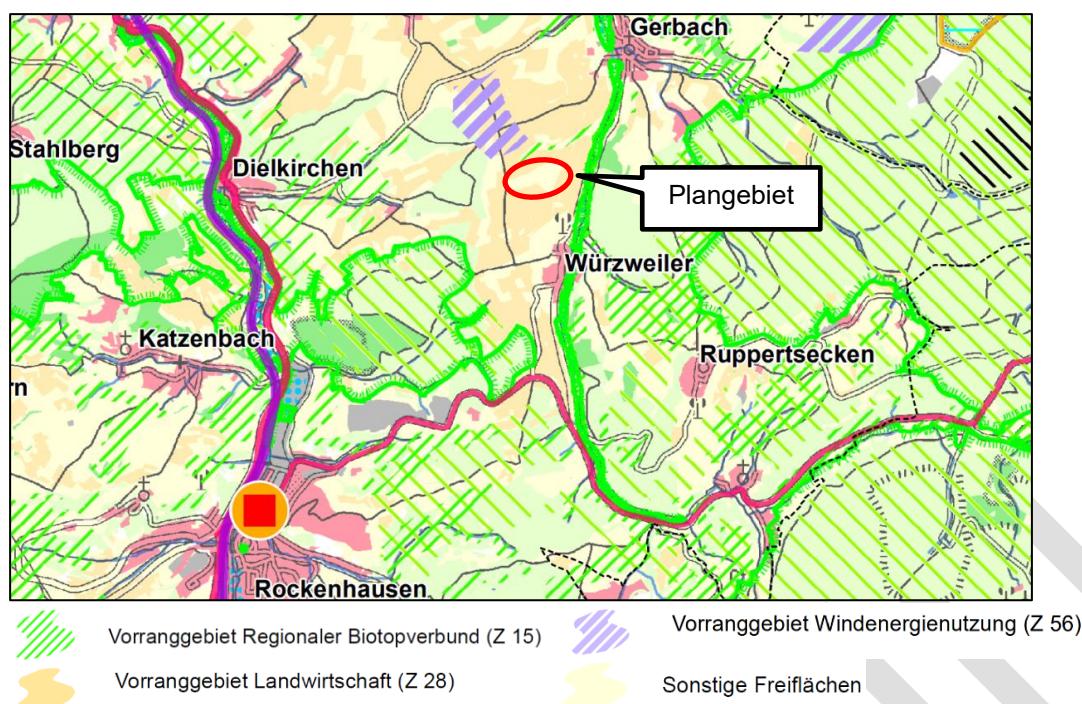 Gerbach
Stahlberg
Dielkirchen
Plangebiet
Würzweiler
Katzenbach
Ruppertsecken
rn
Rockenhausen
Vorranggebiet Regionaler Biotopverbund (Z 15)
Vorranggebiet Windenergienutzung (Z 56)
Vorranggebiet Landwirtschaft (Z 28)
Sonstige Freiflächen